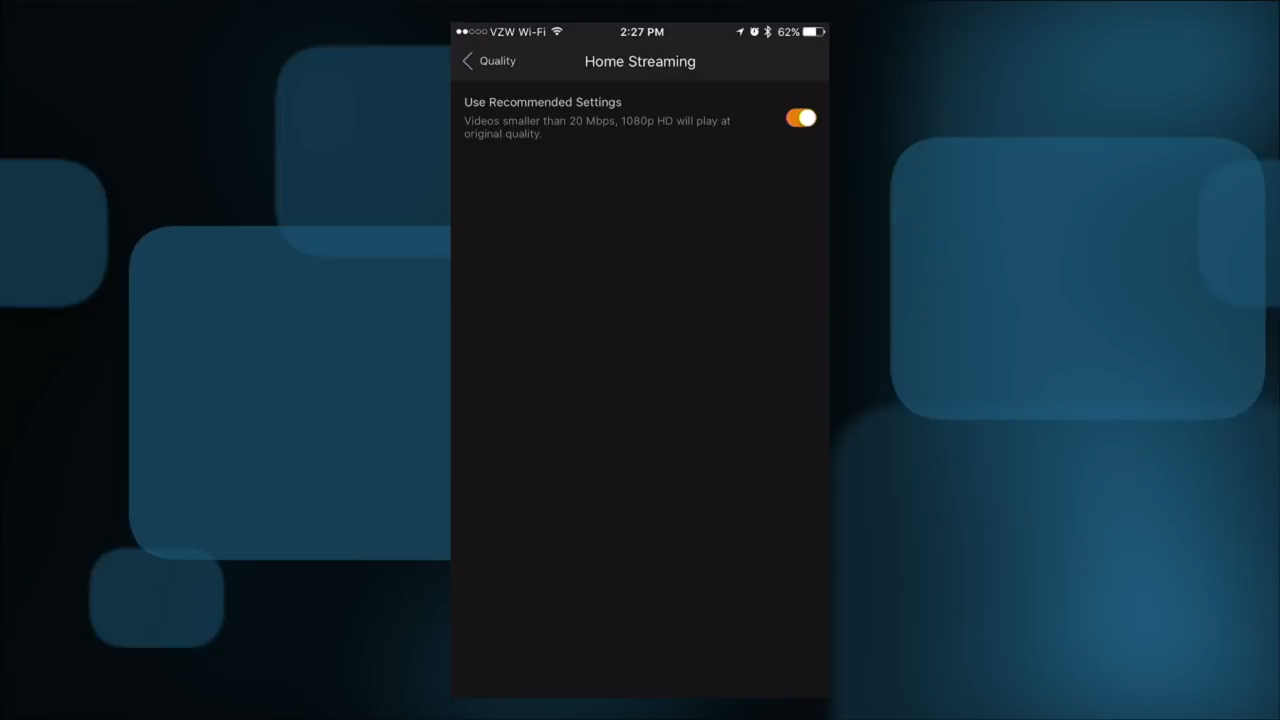 VZW Wi-Fi 2:27 PM 62%
Quality Home Streaming
Use Recommended Settings
Videos smaller than 20 Mbps, 1080p HD will play at
original quality.